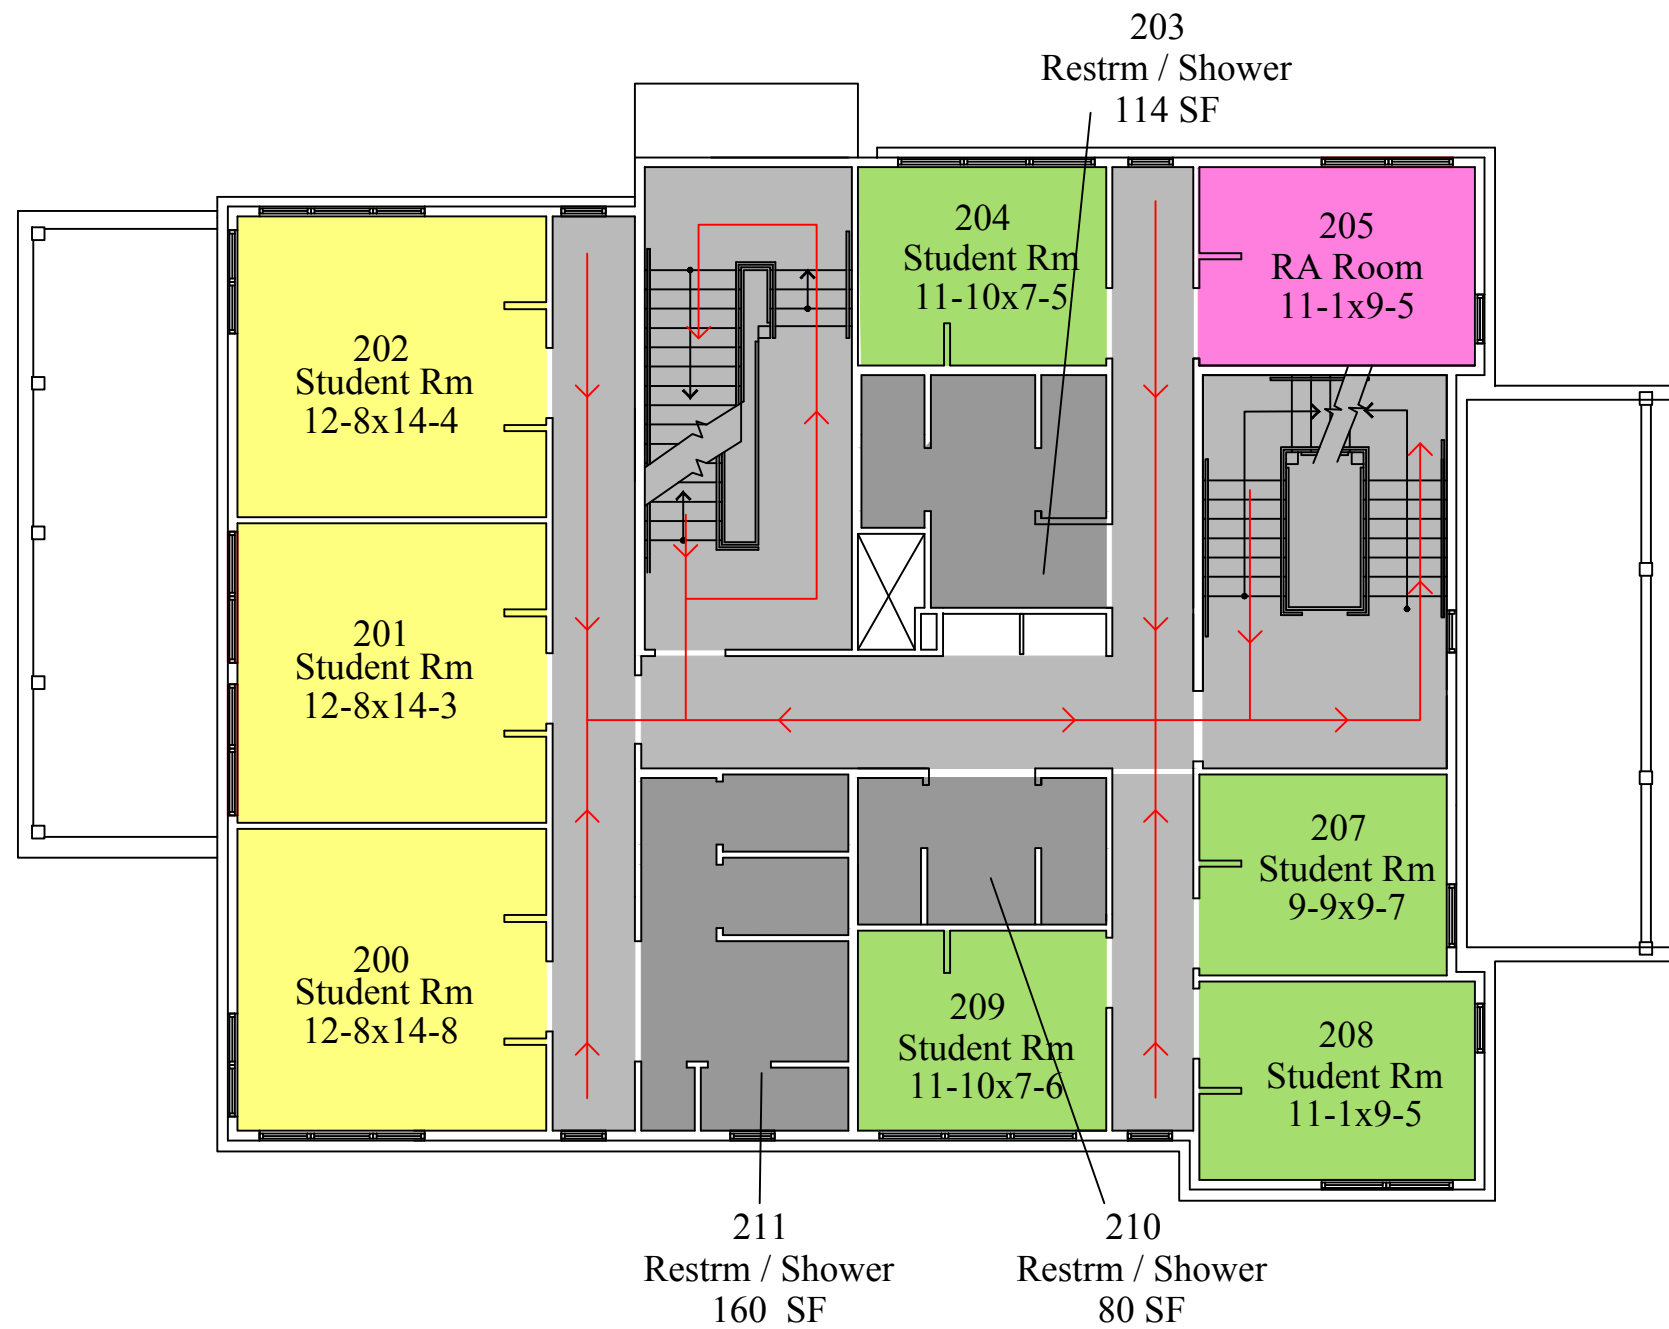 203
Restrm / Shower
114 SF
204
Student Rm
11-10x7-5
205
RA Room
11-1x9-5
202
Student Rm
12-8x14-4
201
Student Rm
12-8x14-3
207
Student Rm
9-9x9-7
200
Student Rm
12-8x14-8
209
Student Rm
11-10x7-6
208
Student Rm
11-1x9-5
211
Restrm / Shower
160 SF
210
Restrm / Shower
80 SF